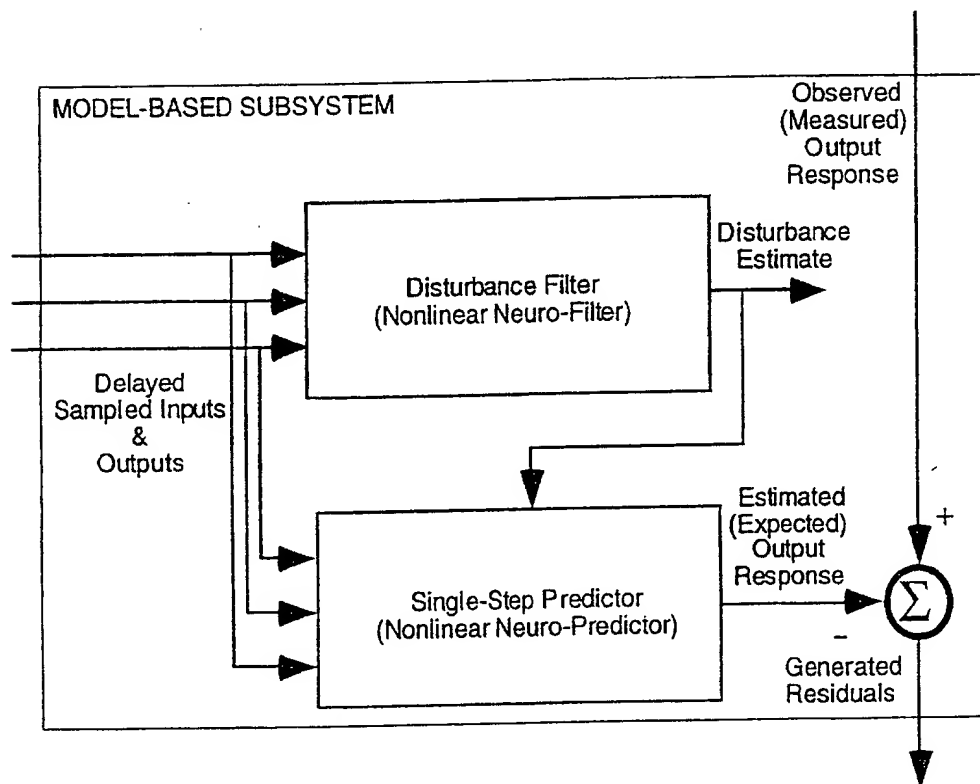 MODEL-BASED SUBSYSTEM
Observed
(Measured)
Output
Response
Disturbance Filter
(Nonlinear Neuro-Filter)
Disturbance
Estimate
Delayed
Sampled Inputs
&
Outputs
Single-Step Predictor
(Nonlinear Neuro-Predictor)
Estimated
(Expected)
Output
Response
+
Σ
−
Generated
Residuals